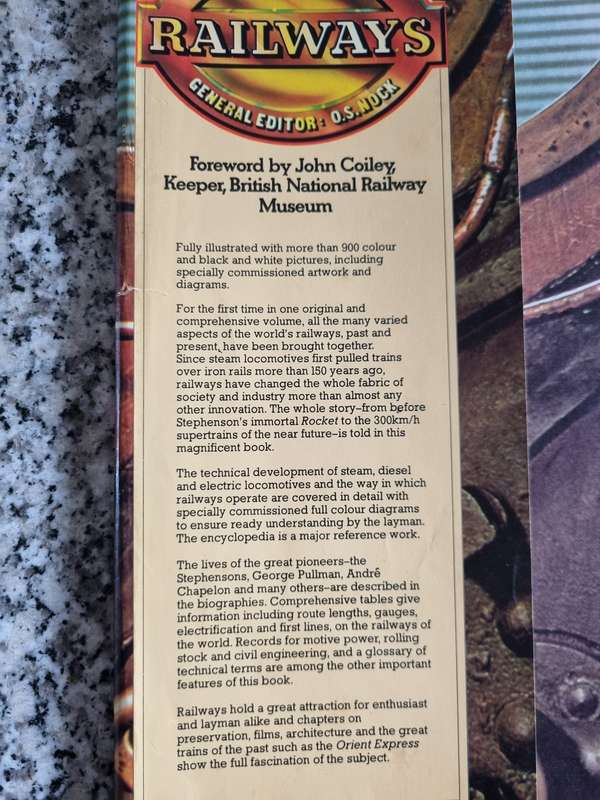 RAILWAYS
GENERAL EDITOR: O.S. NOCK
Foreword by John Coiley,
Keeper, British National Railway
Museum
Fully illustrated with more than 900 colour
and black and white pictures, including
specially commissioned artwork and
diagrams.
For the first time in one original and
comprehensive volume, all the many varied
aspects of the world's railways, past and
present, have been brought together.
Since steam locomotives first pulled trains
over iron rails more than 150 years ago,
railways have changed the whole fabric of
society and industry more than almost any
other innovation. The whole story–from before
Stephenson's immortal Rocket to the 300km/h
supertrains of the near future–is told in this
magnificent book.
The technical development of steam, diesel
and electric locomotives and the way in which
railways operate are covered in detail with
specially commissioned full colour diagrams
to ensure ready understanding by the layman.
The encyclopedia is a major reference work.
The lives of the great pioneers–the
Stephensons, George Pullman, André
Chapelon and many others–are described in
the biographies. Comprehensive tables give
information including route lengths, gauges,
electrification and first lines, on the railways of
the world. Records for motive power, rolling
stock and civil engineering, and a glossary of
technical terms are among the other important
features of this book.
Railways hold a great attraction for enthusiast
and layman alike and chapters on
preservation, films, architecture and the great
trains of the past such as the Orient Express
show the full fascination of the subject.